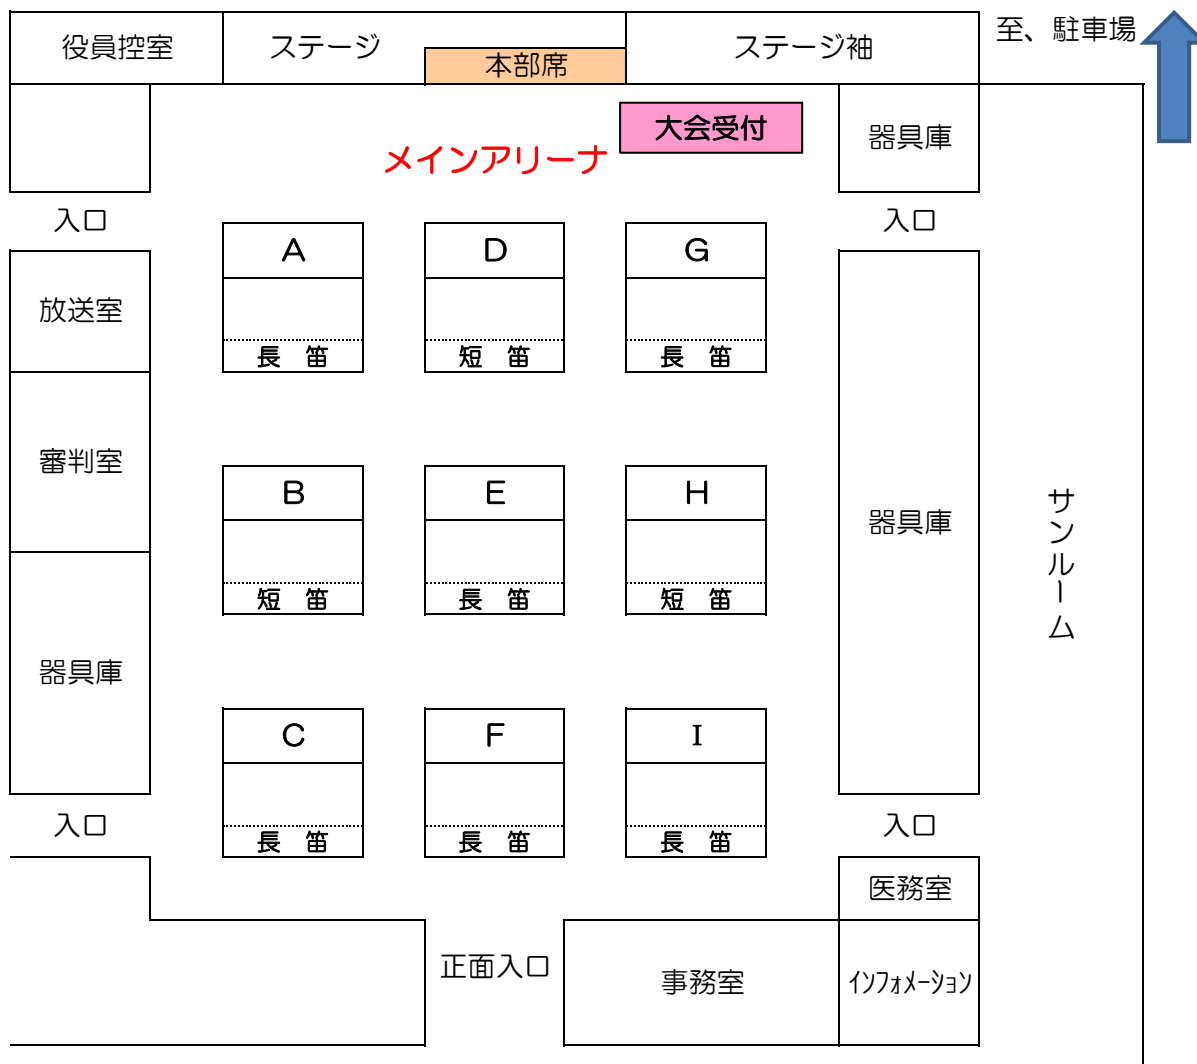 至、駐車場
役員控室
ステージ
本部席
ステージ袖
大会受付
メインアリーナ
器具庫
入口
入口
A
D
G
放送室
長 笛
短 笛
長 笛
審判室
B
E
H
器具庫
サンルーム
短 笛
長 笛
短 笛
器具庫
C
F
I
入口
入口
長 笛
長 笛
長 笛
医務室
正面入口
事務室
インフォメーション